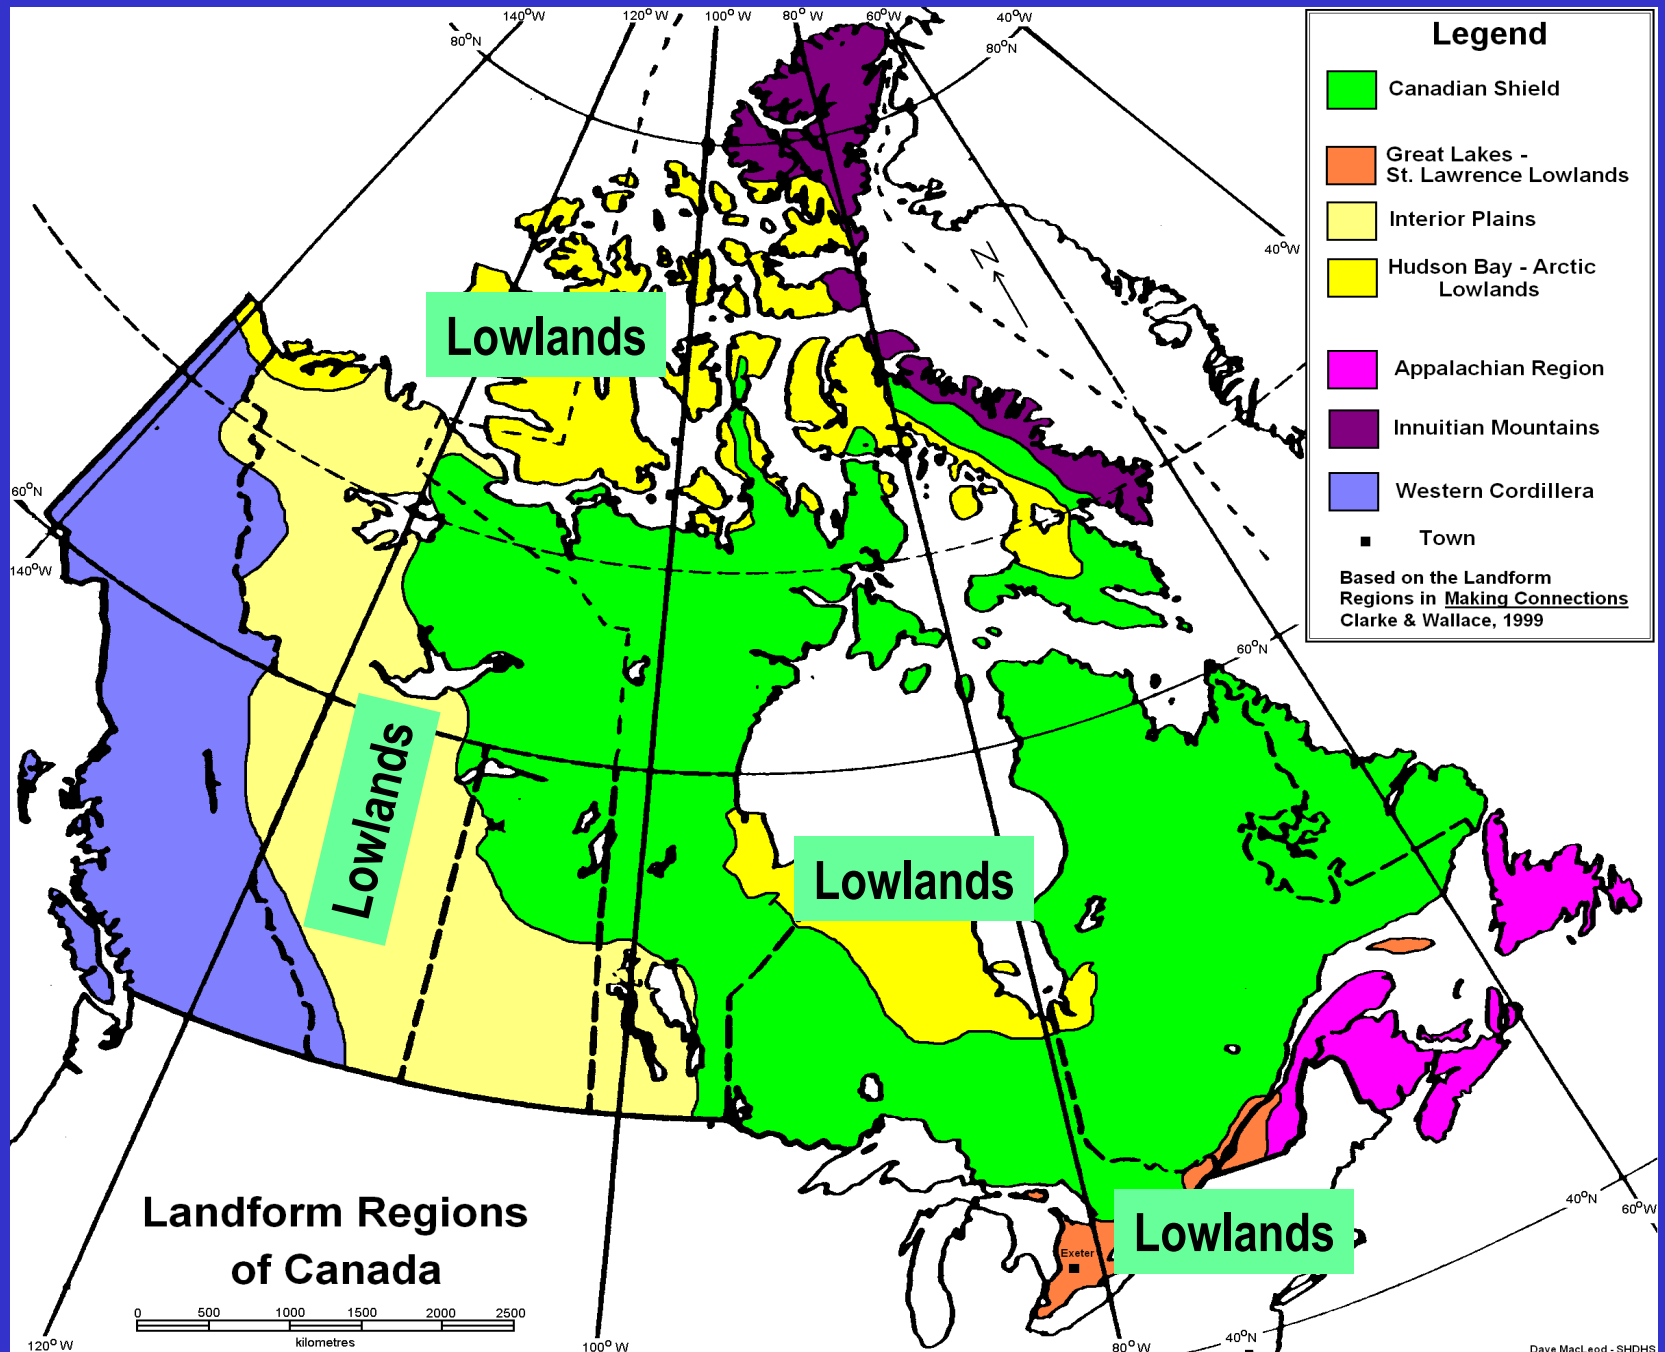 140°W
120°W
100°W
80°W
60°W
40°W
80°N
80°N
Legend
Canadian Shield
Great Lakes -
St. Lawrence Lowlands
Interior Plains
Hudson Bay - Arctic
Lowlands
Appalachian Region
Innuitian Mountains
Western Cordillera
Town
Based on the Landform
Regions in Making Connections
Clarke & Wallace, 1999
40°W
N
Lowlands
60°N
140°W
60°N
Lowlands
Lowlands
Lowlands
Exeter
Landform Regions
of Canada
0 500 1000 1500 2000 2500
kilometres
120°W
100°W
80°W
40°N
40°N
60°W
Dave MacLeod - SHDHS